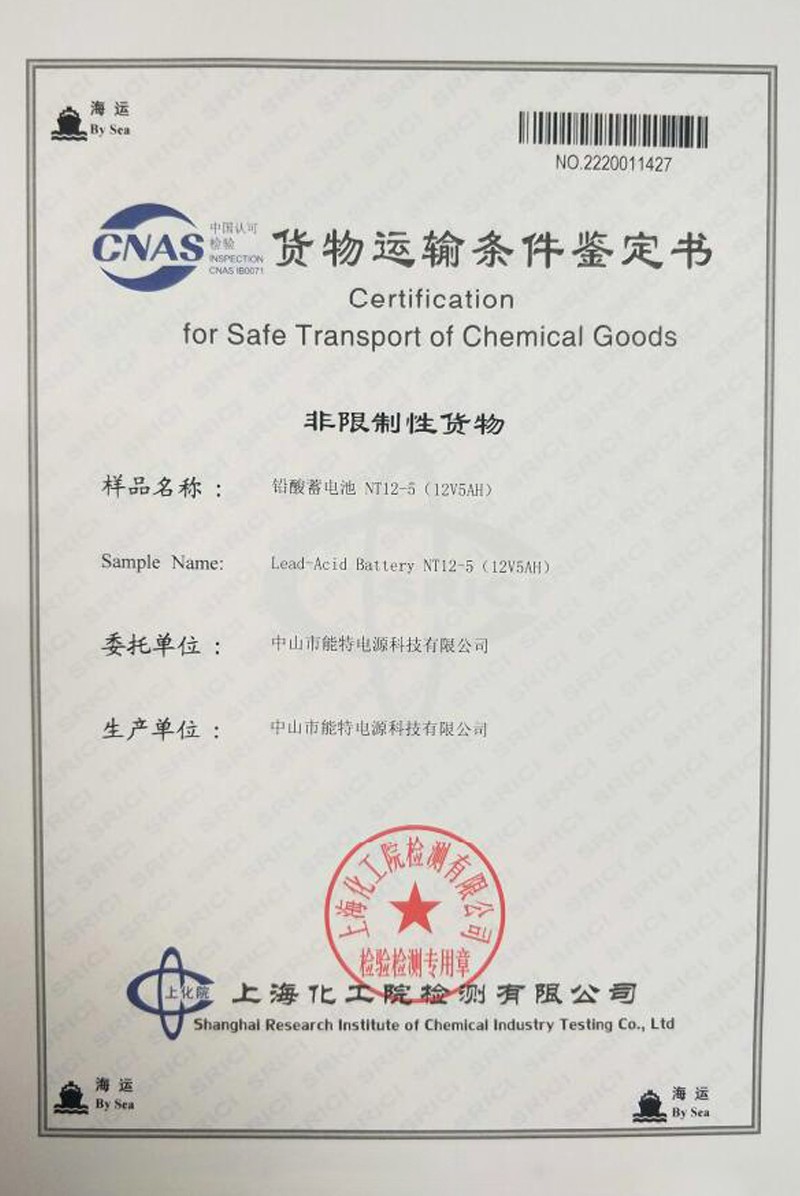 海运
By Sea
NO.2220011427
CNAS
中国认可
检验
INSPECTION
CNAS IB0071
货物运输条件鉴定书
Certification
for Safe Transport of Chemical Goods
非限制性货物
样品名称：铅酸蓄电池 NT12-5（12V5AH）
Sample Name: Lead-Acid Battery NT12-5（12V5AH）
委托单位：中山市能特电源科技有限公司
生产单位：中山市能特电源科技有限公司
上海化工院检测有限公司
检验检测专用章
上化院
上海化工院检测有限公司
Shanghai Research Institute of Chemical Industry Testing Co., Ltd
海运
By Sea
海运
By Sea